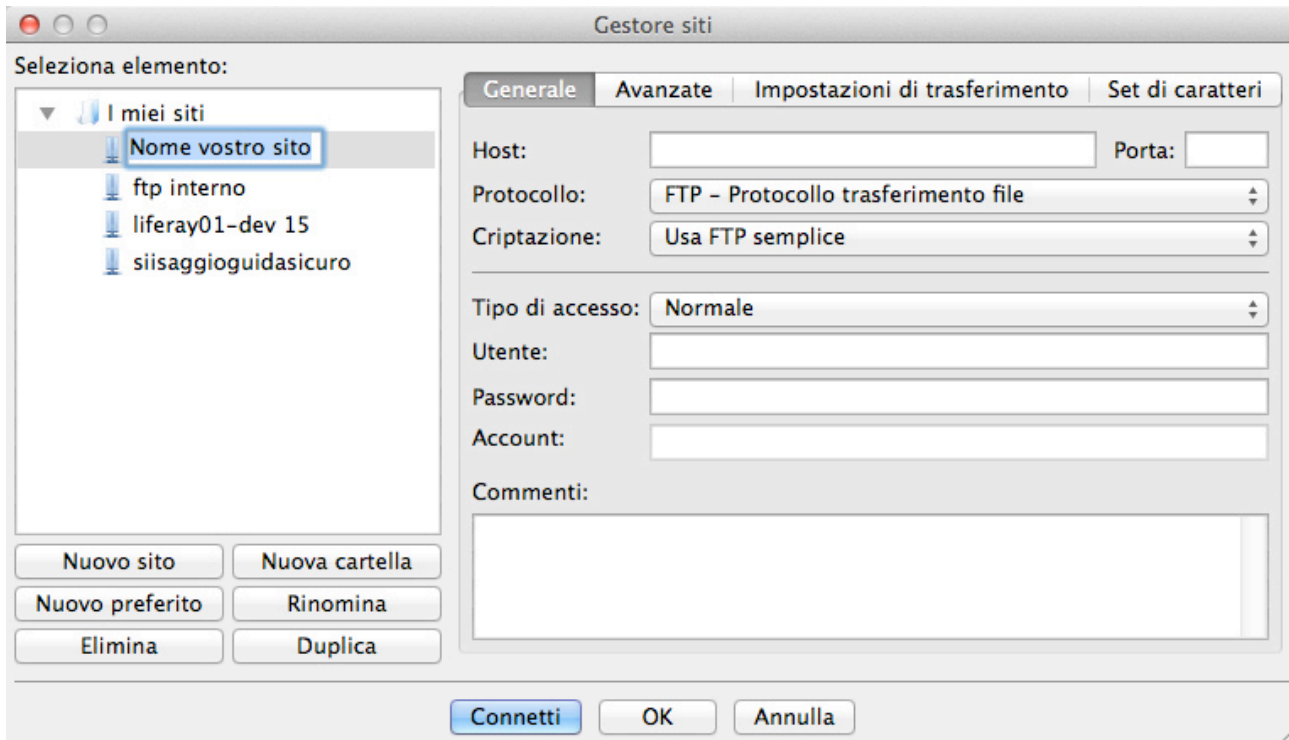 Gestore siti
Seleziona elemento:
I miei siti
Nome vostro sito
ftp interno
liferay01-dev 15
siisaggioguidasicuro
Nuovo sito
Nuova cartella
Nuovo preferito
Rinomina
Elimina
Duplica
Generale
Avanzate
Impostazioni di trasferimento
Set di caratteri
Host:
Porta:
Protocollo:
FTP – Protocollo trasferimento file
Criptazione:
Usa FTP semplice
Tipo di accesso:
Normale
Utente:
Password:
Account:
Commenti:
Connetti
OK
Annulla